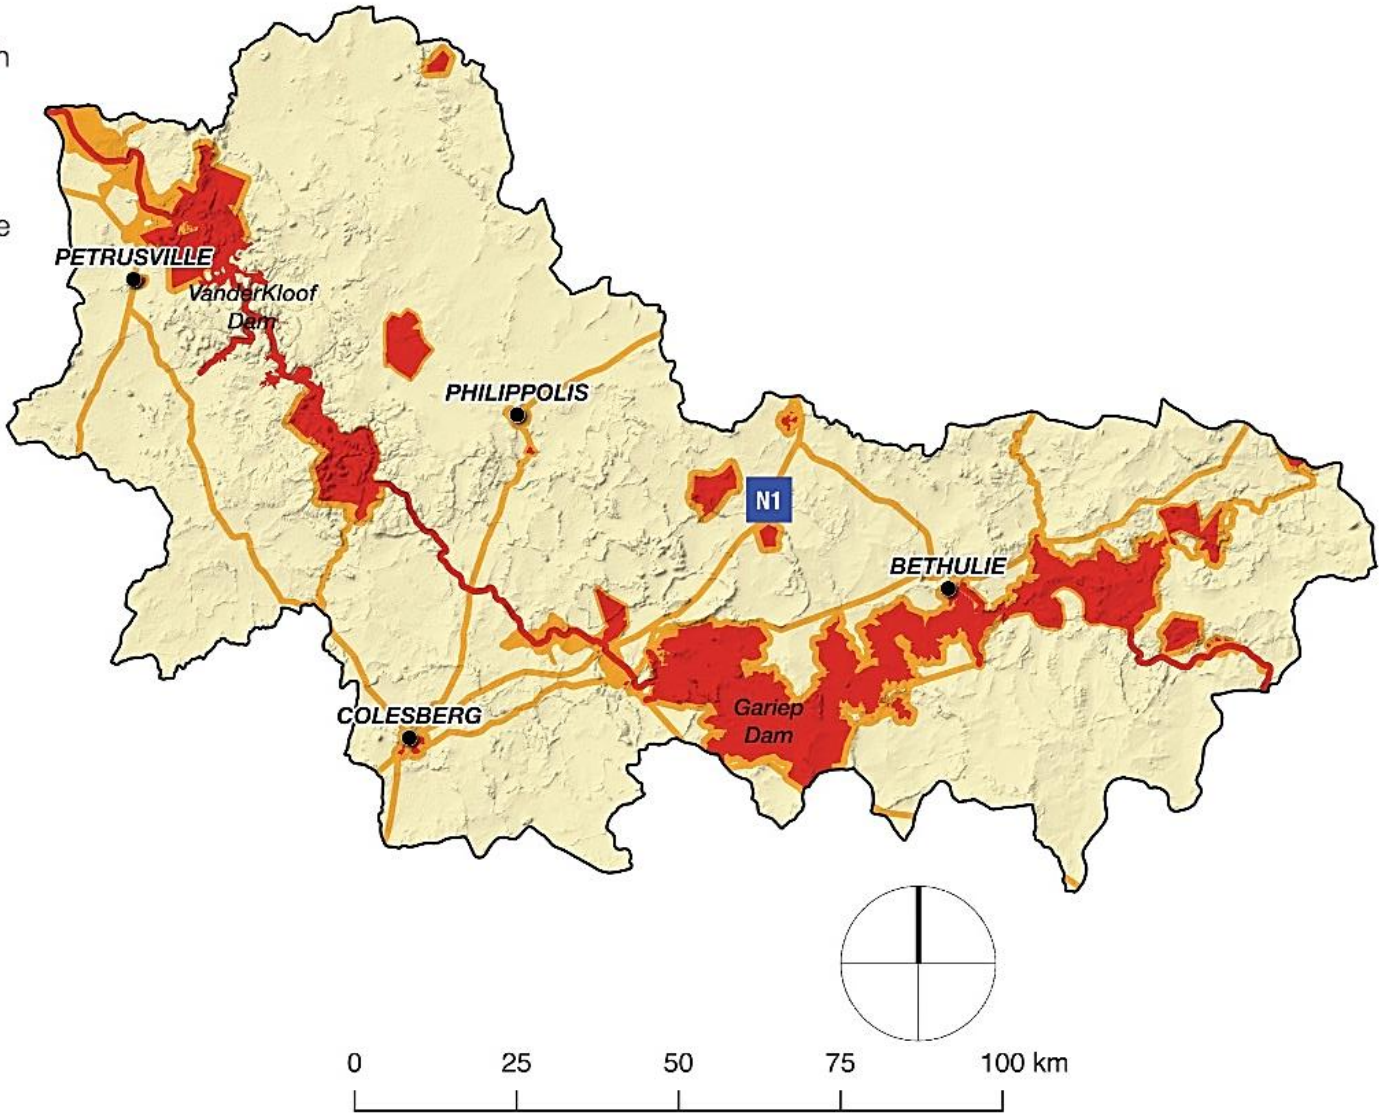 n
e
PETRUSVILLE
VanderKloof
Dam
PHILIPPOLIS
N1
BETHULIE
COLESBERG
Gariep
Dam
0 25 50 75 100 km